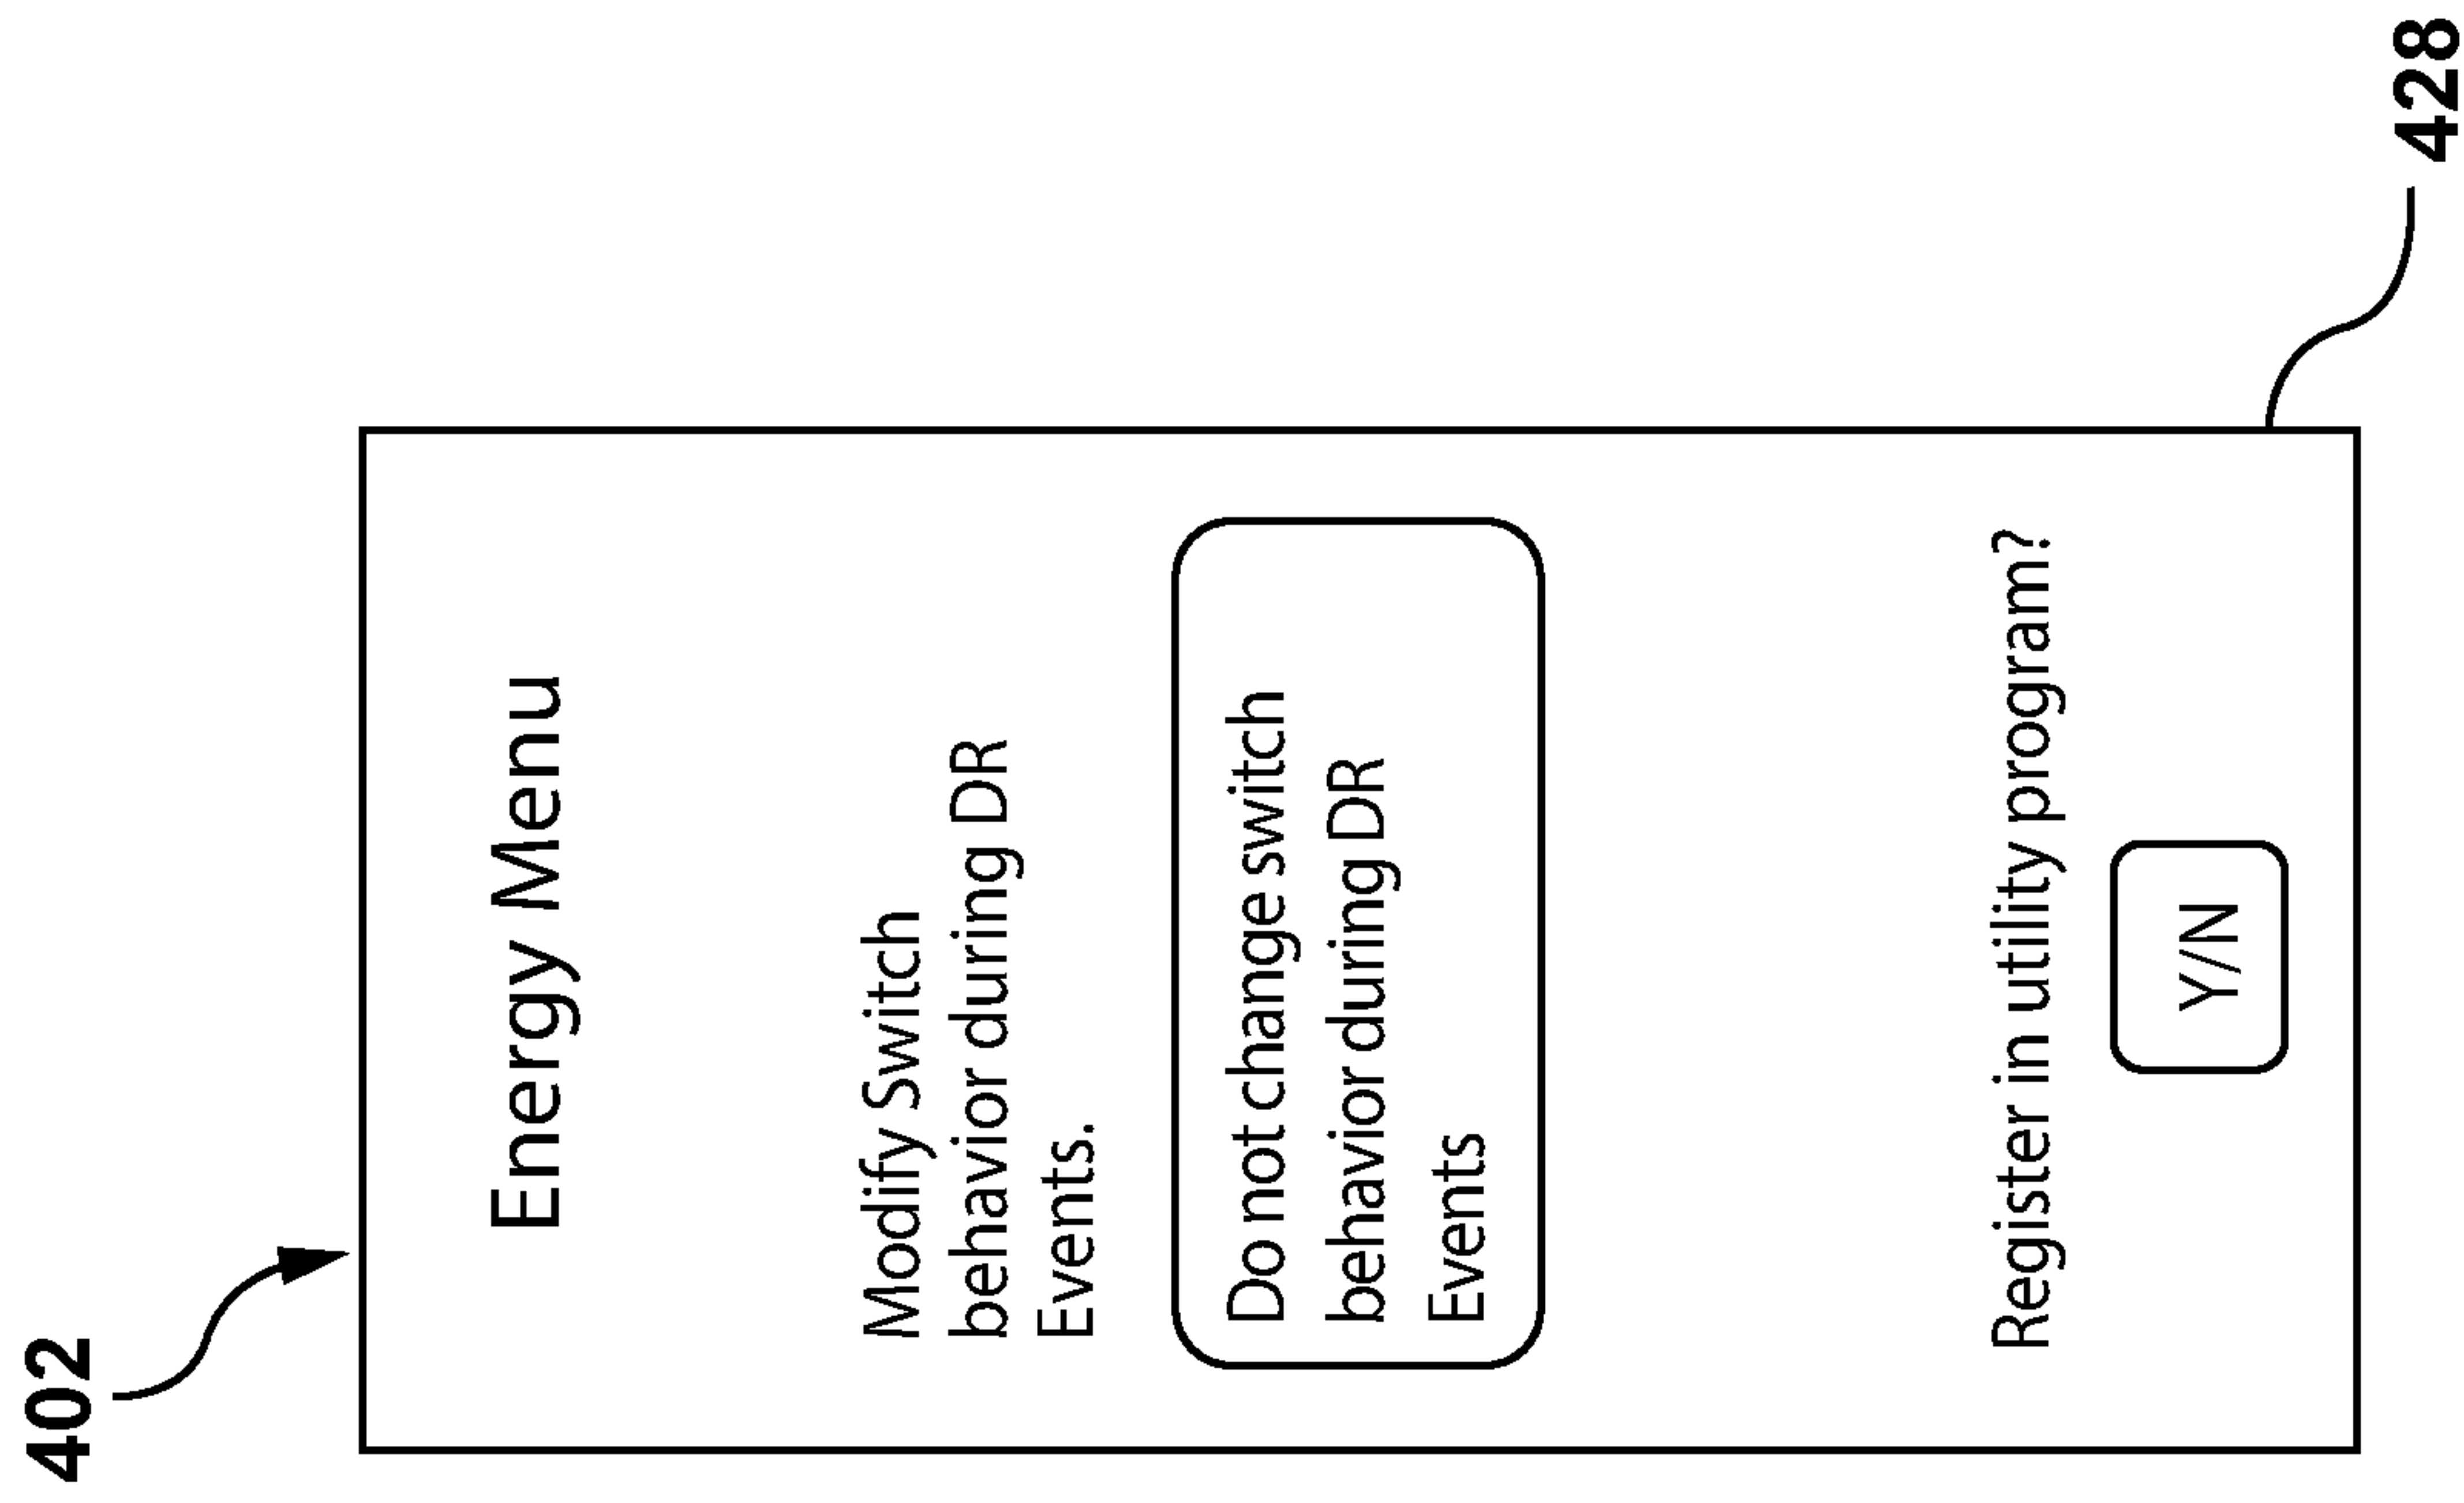 402
Energy Menu
Modify Switch
behavior during DR
Events.
Do not change switch
behavior during DR
Events
Register in utility program?
Y/N
428